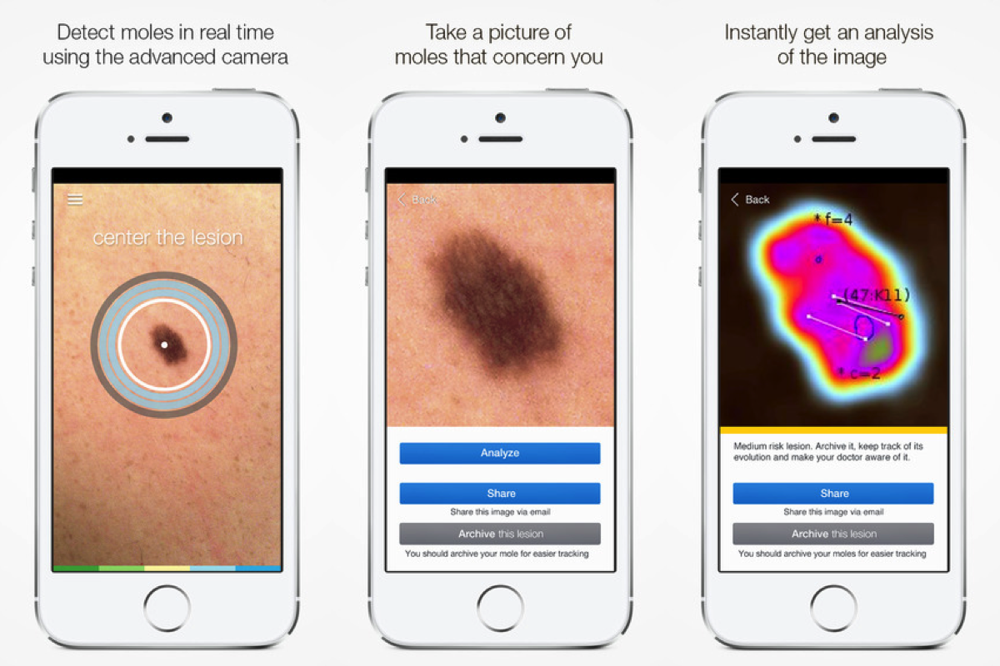 Detect moles in real time
using the advanced camera
center the lesion
Take a picture of
moles that concern you
Back
Analyze
Share
Share this image via email
Archive this lesion
You should archive your mole for easier tracking
Instantly get an analysis
of the image
Back
* f=4
(47:K11)
* c=2
Medium risk lesion. Archive it, keep track of its
evolution and make your doctor aware of it.
Share
Share this image via email
Archive this lesion
You should archive your moles for easier tracking